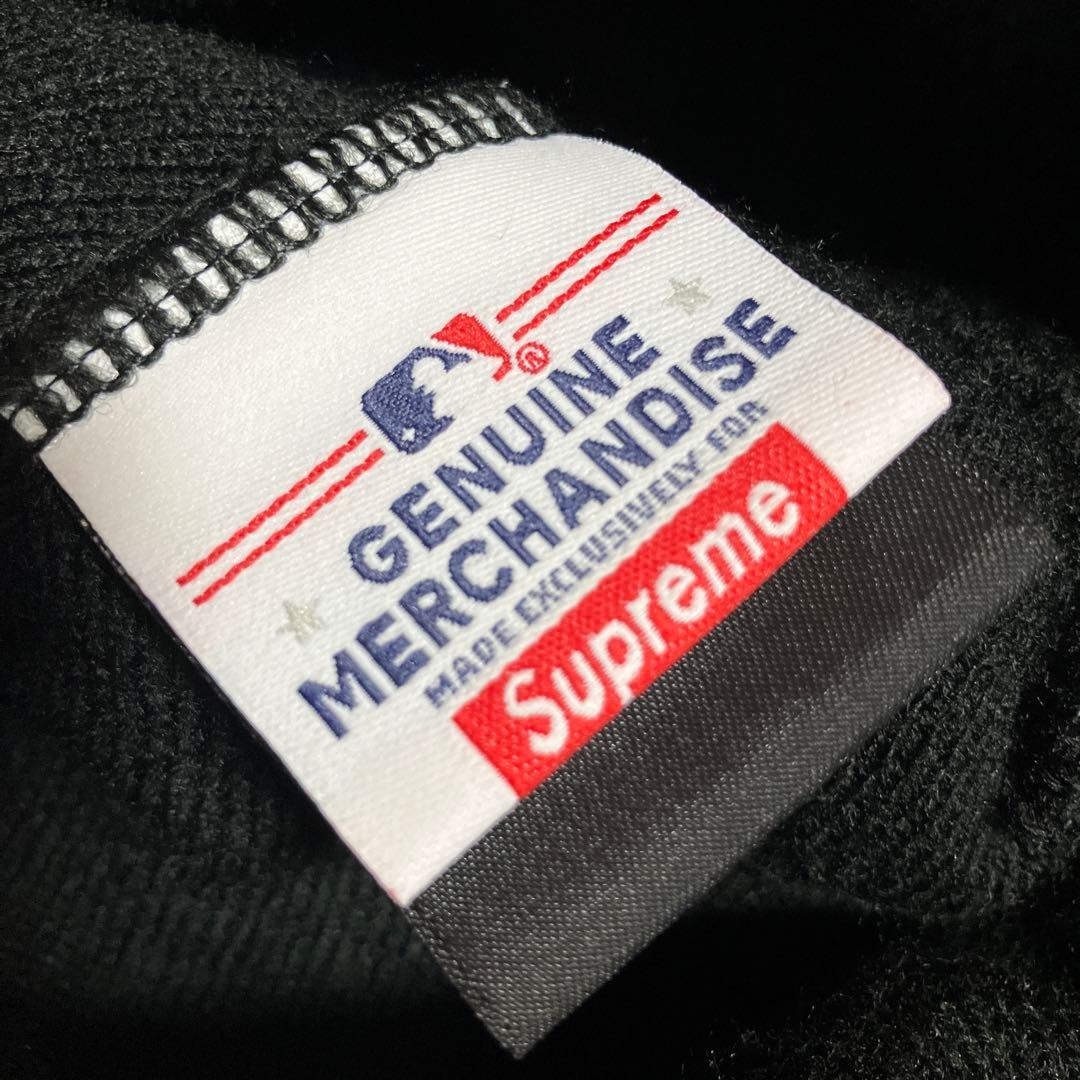 ®
GENUINE
MERCHANDISE
MADE EXCLUSIVELY FOR
Supreme